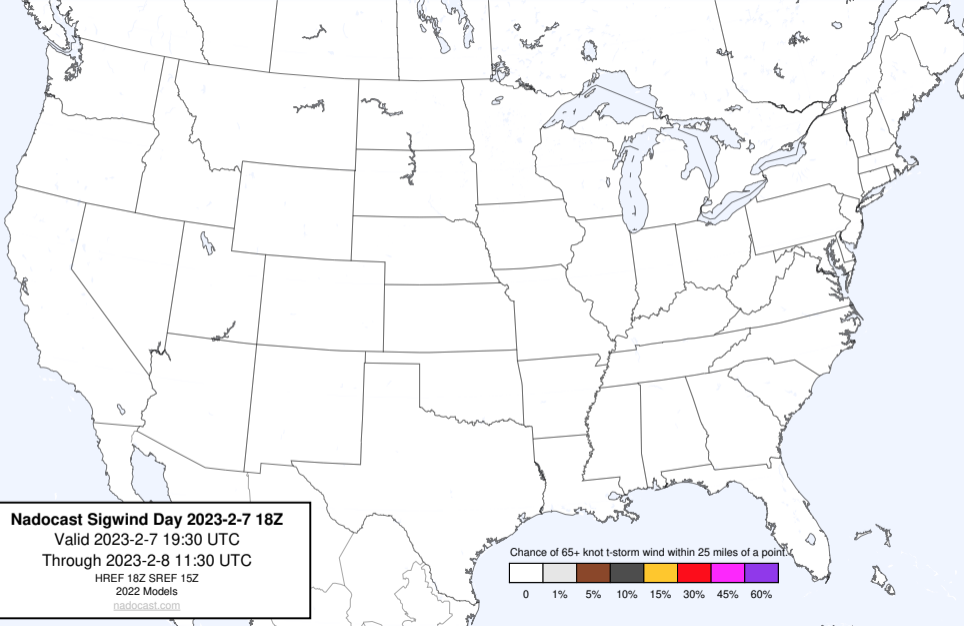 Nadocast Sigwind Day 2023-2-7 18Z
Valid 2023-2-7 19:30 UTC
Through 2023-2-8 11:30 UTC
HREF 18Z SREF 15Z
2022 Models
nadocast.com
Chance of 65+ knot t-storm wind within 25 miles of a point.
0 1% 5% 10% 15% 30% 45% 60%